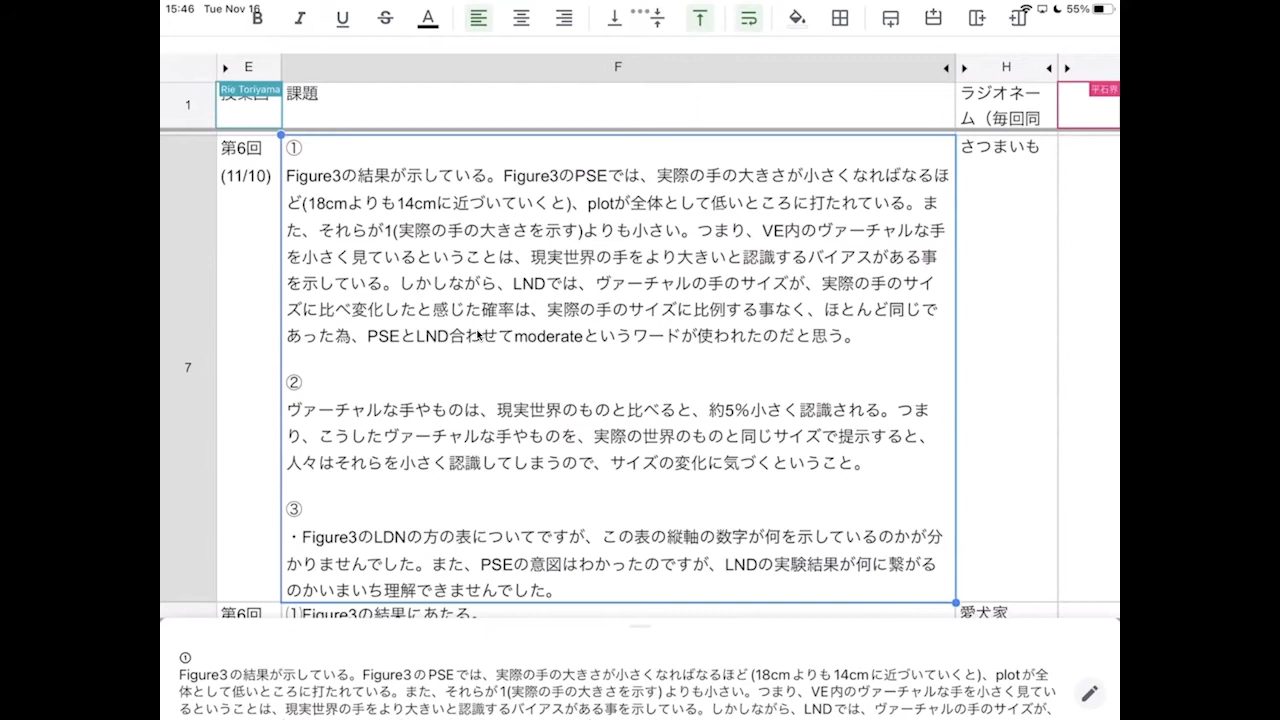 15:46 Tue Nov 16
55%
B I U S A
E F H
Rie Toriyama
平石界
1
課題
ラジオネー
ム（毎回同
第6回
(11/10)
7
①
Figure3の結果が示している。Figure3のPSEでは、実際の手の大きさが小さくなればなるほ
ど(18cmよりも14cmに近づいていくと)、plotが全体として低いところに打たれている。ま
た、それらが1(実際の手の大きさを示す)よりも小さい。つまり、VE内のヴァーチャルな手
を小さく見ているということは、現実世界の手をより大きいと認識するバイアスがある事
を示している。しかしながら、LNDでは、ヴァーチャルの手のサイズが、実際の手のサイ
ズに比べ変化したと感じた確率は、実際の手のサイズに比例する事なく、ほとんど同じで
あった為、PSEとLND合わせてmoderateというワードが使われたのだと思う。
②
ヴァーチャルな手やものは、現実世界のものと比べると、約5%小さく認識される。つま
り、こうしたヴァーチャルな手やものを、実際の世界のものと同じサイズで提示すると、
人々はそれらを小さく認識してしまうので、サイズの変化に気づくということ。
③
・Figure3のLDNの方の表についてですが、この表の縦軸の数字が何を示しているのかが分
かりませんでした。また、PSEの意図はわかったのですが、LNDの実験結果が何に繋がる
のかいまいち理解できませんでした。
さつまいも
第6回
(1)Figure3の結果にあたる。
愛犬家
①
Figure3の結果が示している。Figure3のPSEでは、実際の手の大きさが小さくなればなるほど(18cmよりも14cmに近づいていくと)、plotが全
体として低いところに打たれている。また、それらが1(実際の手の大きさを示す)よりも小さい。つまり、VE内のヴァーチャルな手を小さく見てい
るということは、現実世界の手をより大きいと認識するバイアスがある事を示している。しかしながら、LNDでは、ヴァーチャルの手のサイズが、